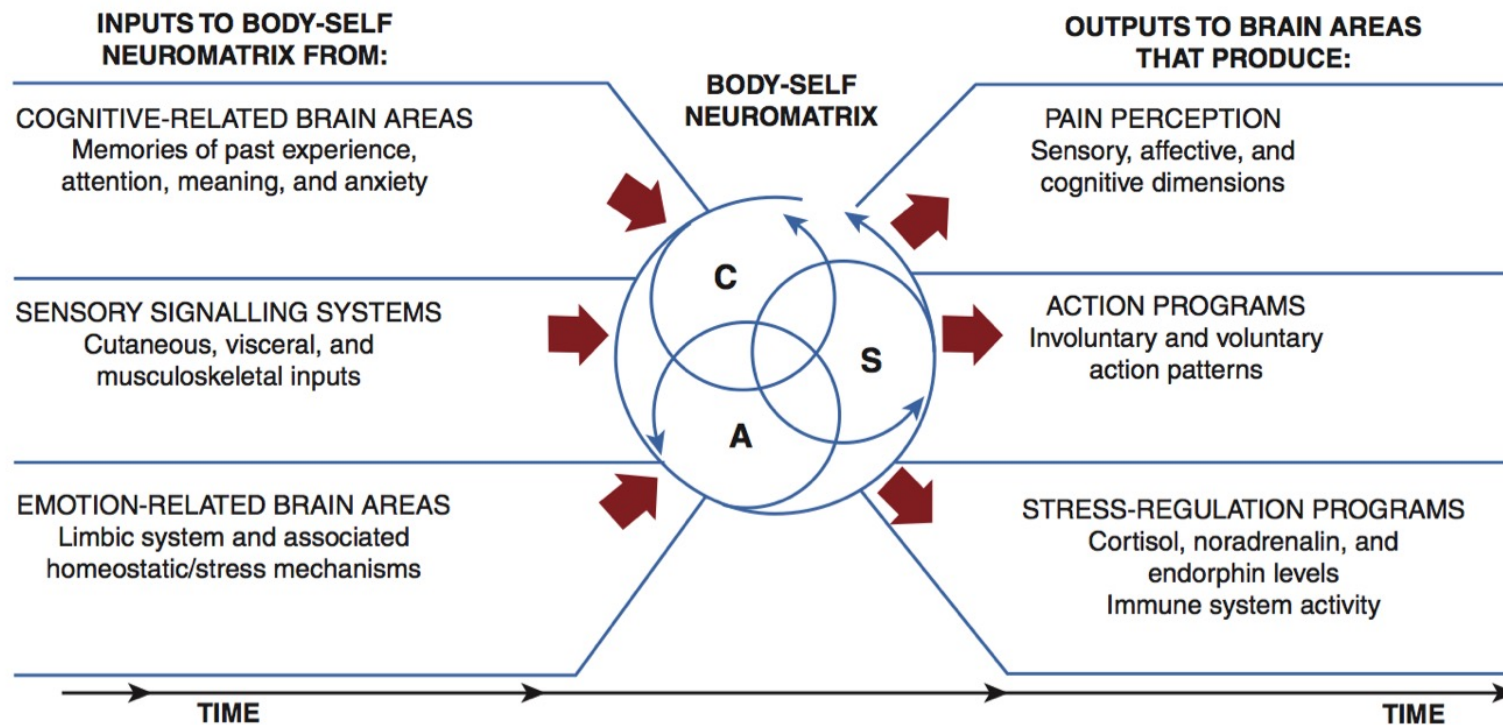 INPUTS TO BODY-SELF
NEUROMATRIX FROM:
COGNITIVE-RELATED BRAIN AREAS
Memories of past experience,
attention, meaning, and anxiety
SENSORY SIGNALLING SYSTEMS
Cutaneous, visceral, and
musculoskeletal inputs
EMOTION-RELATED BRAIN AREAS
Limbic system and associated
homeostatic/stress mechanisms
BODY-SELF
NEUROMATRIX
C
S
A
OUTPUTS TO BRAIN AREAS
THAT PRODUCE:
PAIN PERCEPTION
Sensory, affective, and
cognitive dimensions
ACTION PROGRAMS
Involuntary and voluntary
action patterns
STRESS-REGULATION PROGRAMS
Cortisol, noradrenalin, and
endorphin levels
Immune system activity
TIME
TIME